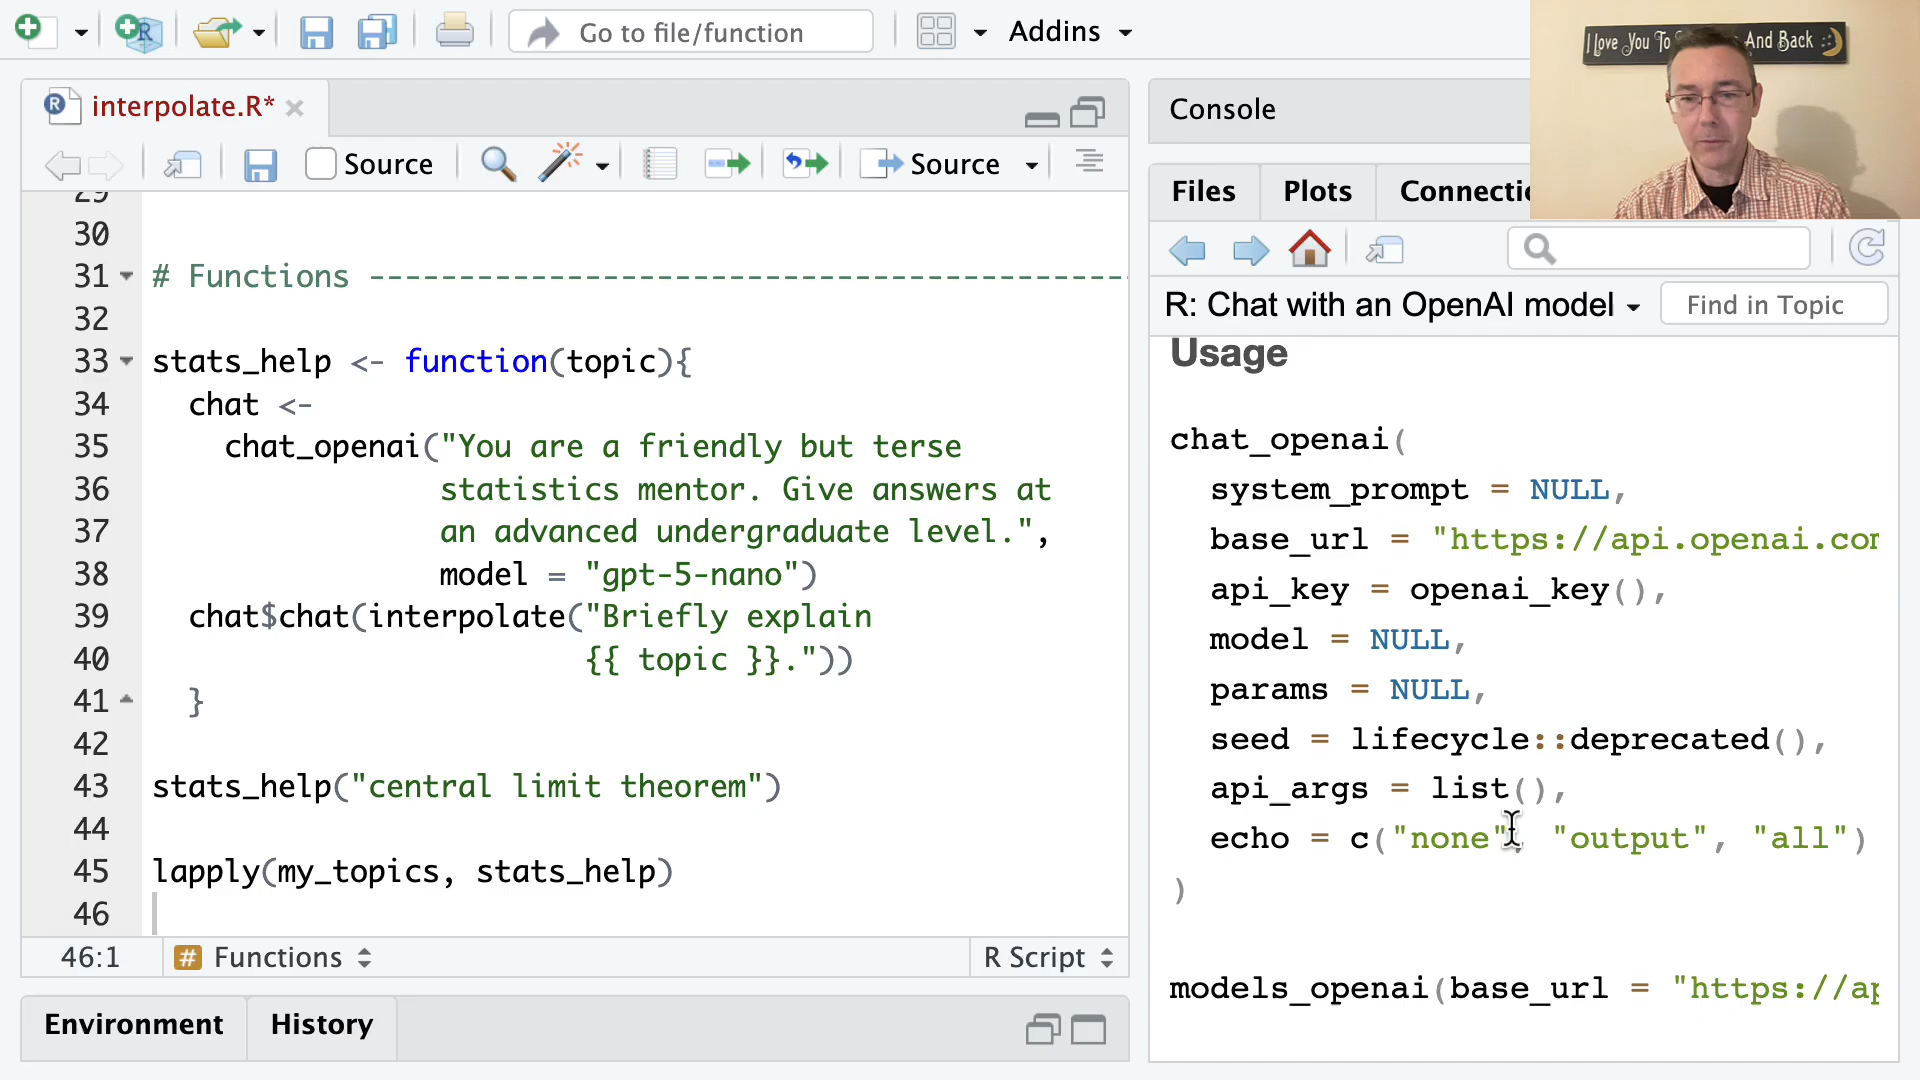 Go to file/function
Addins
I love You To And Back
interpolate.R*
Source
Source
29
30
31 # Functions ------------------------------------------
32
33 stats_help <- function(topic){
34 chat <-
35 chat_openai("You are a friendly but terse
36 statistics mentor. Give answers at
37 an advanced undergraduate level.",
38 model = "gpt-5-nano")
39 chat$chat(interpolate("Briefly explain
40 {{ topic }}."))
41 }
42
43 stats_help("central limit theorem")
44
45 lapply(my_topics, stats_help)
46
46:1 # Functions R Script
Environment History
Console
Files Plots Connectio
R: Chat with an OpenAI model Find in Topic
Usage
chat_openai(
system_prompt = NULL,
base_url = "https://api.openai.con
api_key = openai_key(),
model = NULL,
params = NULL,
seed = lifecycle::deprecated(),
api_args = list(),
echo = c("none", "output", "all")
)
models_openai(base_url = "https://ap